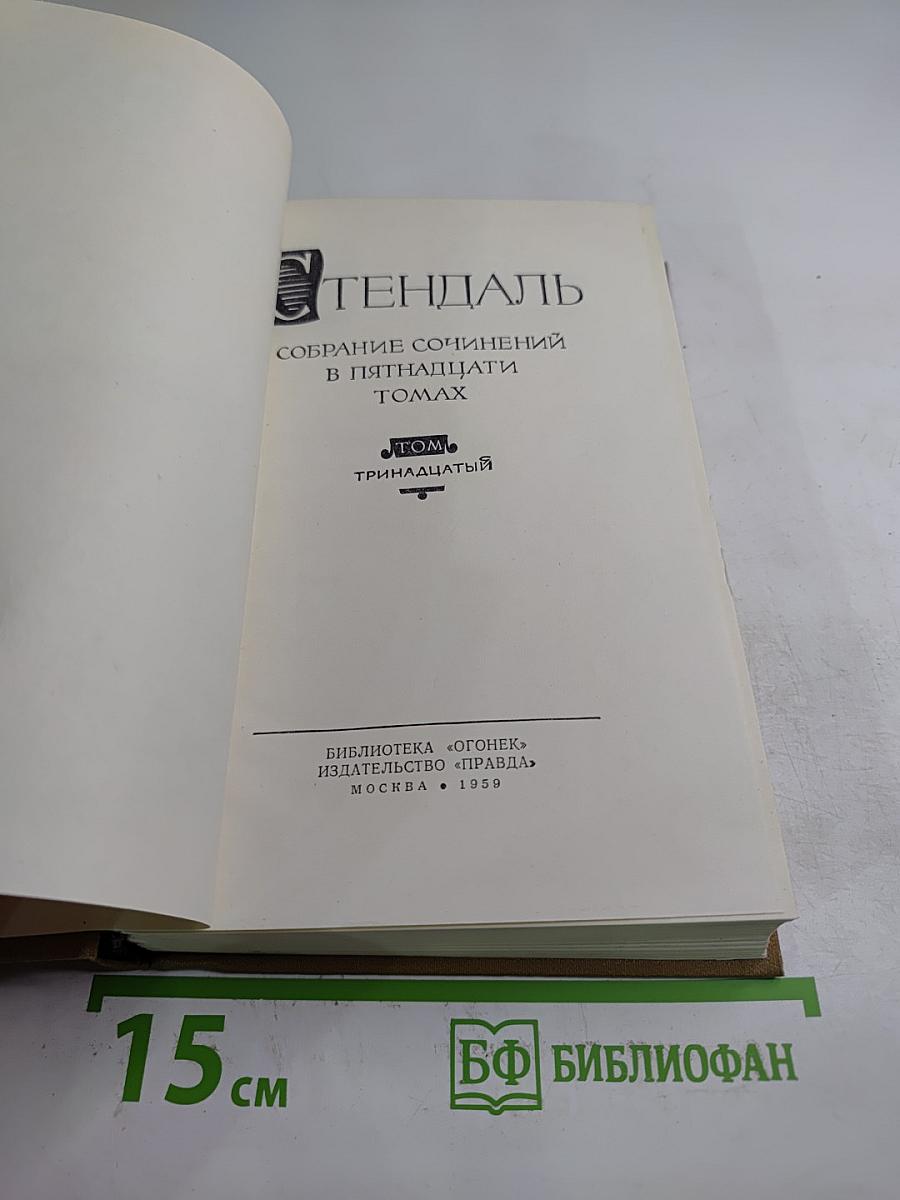 СТЕНДАЛЬ
СОБРАНИЕ СОЧИНЕНИЙ
В ПЯТНАДЦАТИ
ТОМАХ
ТОМ
ТРИНАДЦАТЫЙ
БИБЛИОТЕКА «ОГОНЕК»
ИЗДАТЕЛЬСТВО «ПРАВДА»
МОСКВА • 1959
15 см
БФ БИБЛИОФАН